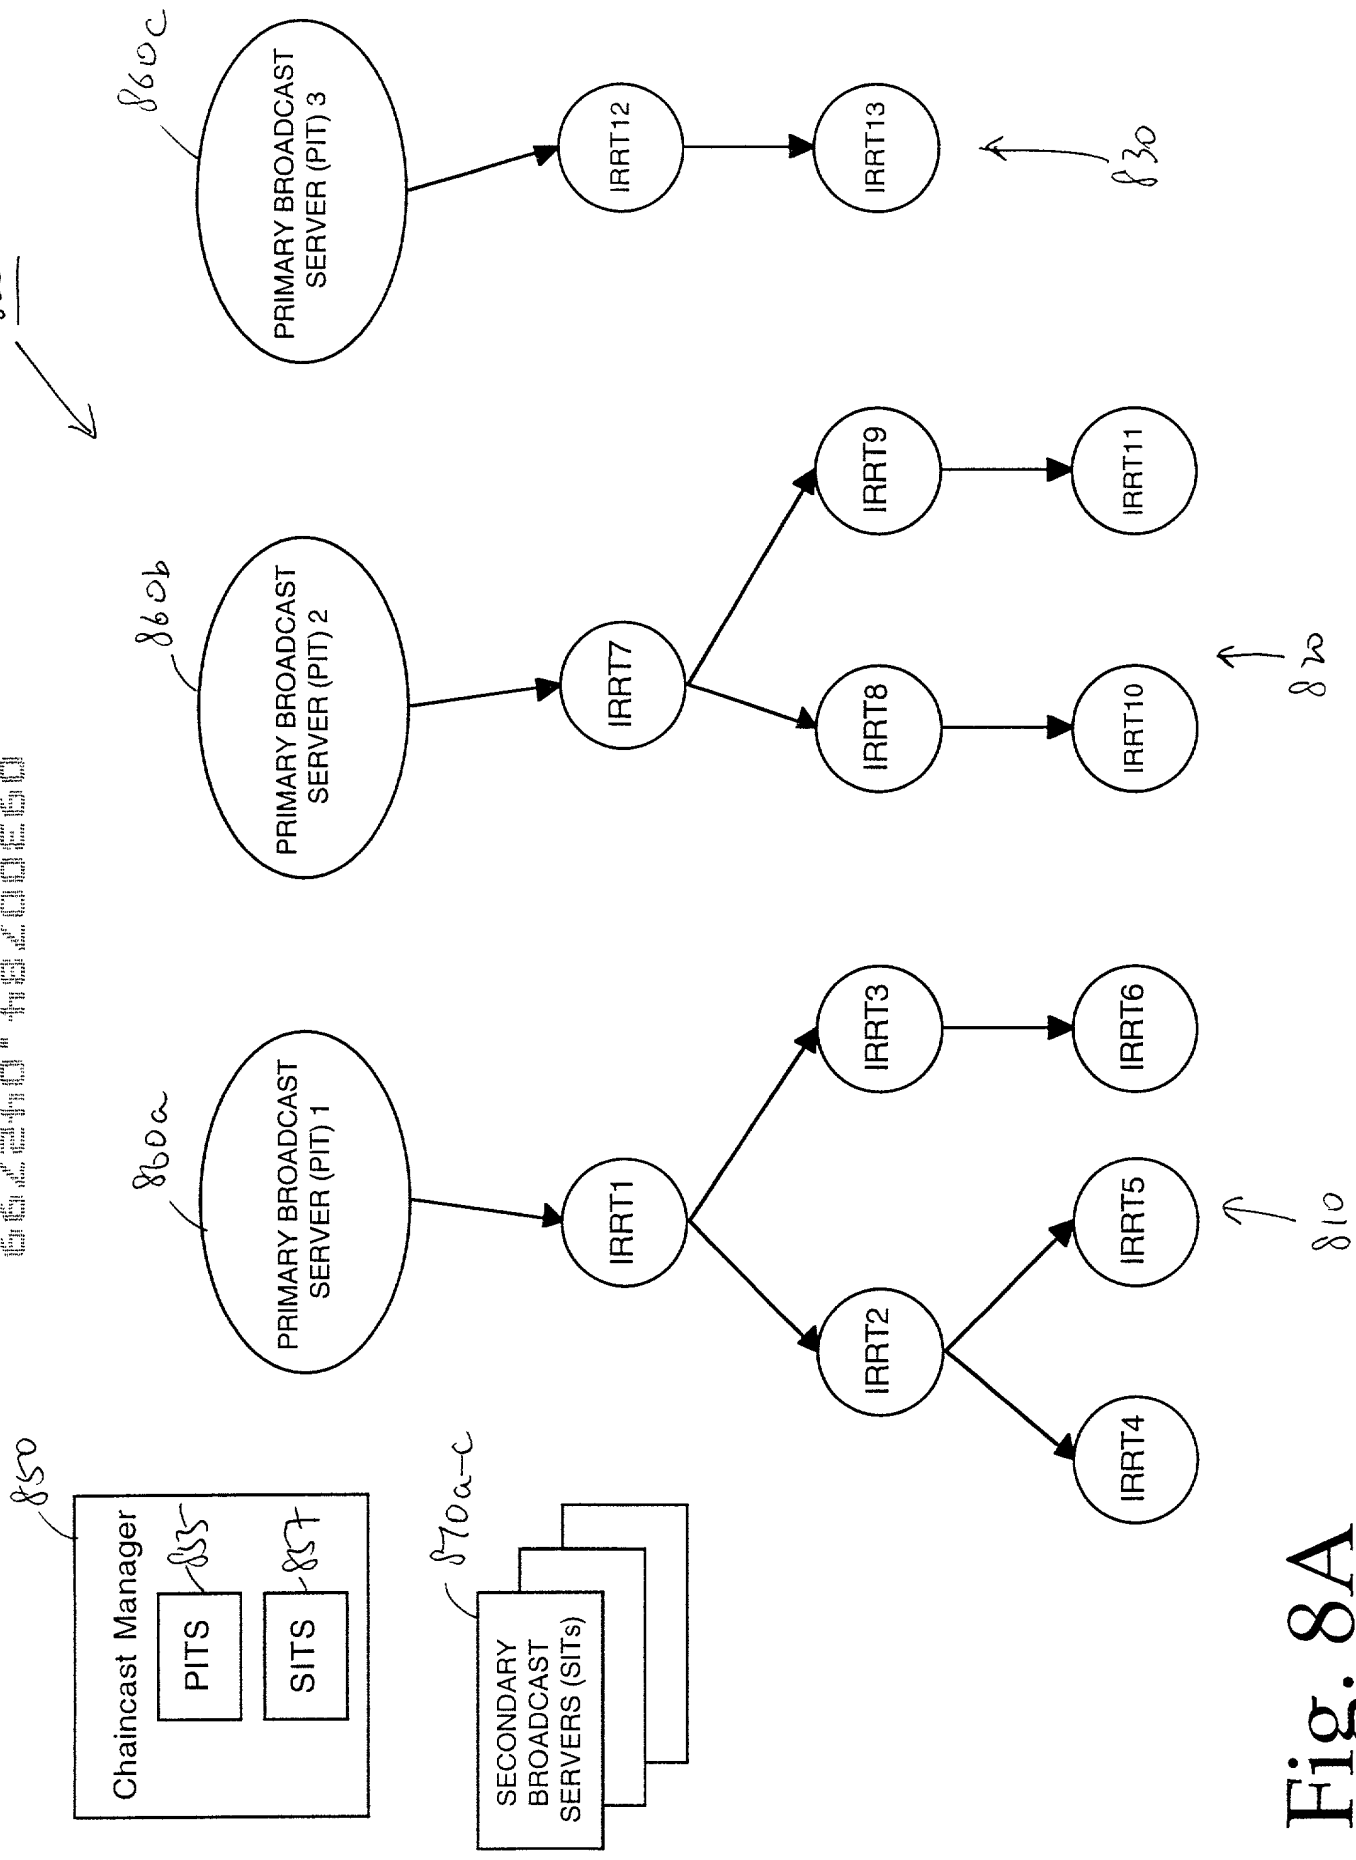 850
Chaincast Manager
PITS
835
SITS
857
870a-c
SECONDARY
BROADCAST
SERVERS (SITs)
860a
PRIMARY BROADCAST
SERVER (PIT) 1
IRRT1
IRRT2
IRRT3
IRRT4
IRRT5
IRRT6
810
860b
PRIMARY BROADCAST
SERVER (PIT) 2
IRRT7
IRRT8
IRRT9
IRRT10
IRRT11
820
860c
PRIMARY BROADCAST
SERVER (PIT) 3
IRRT12
IRRT13
830
Fig. 8A